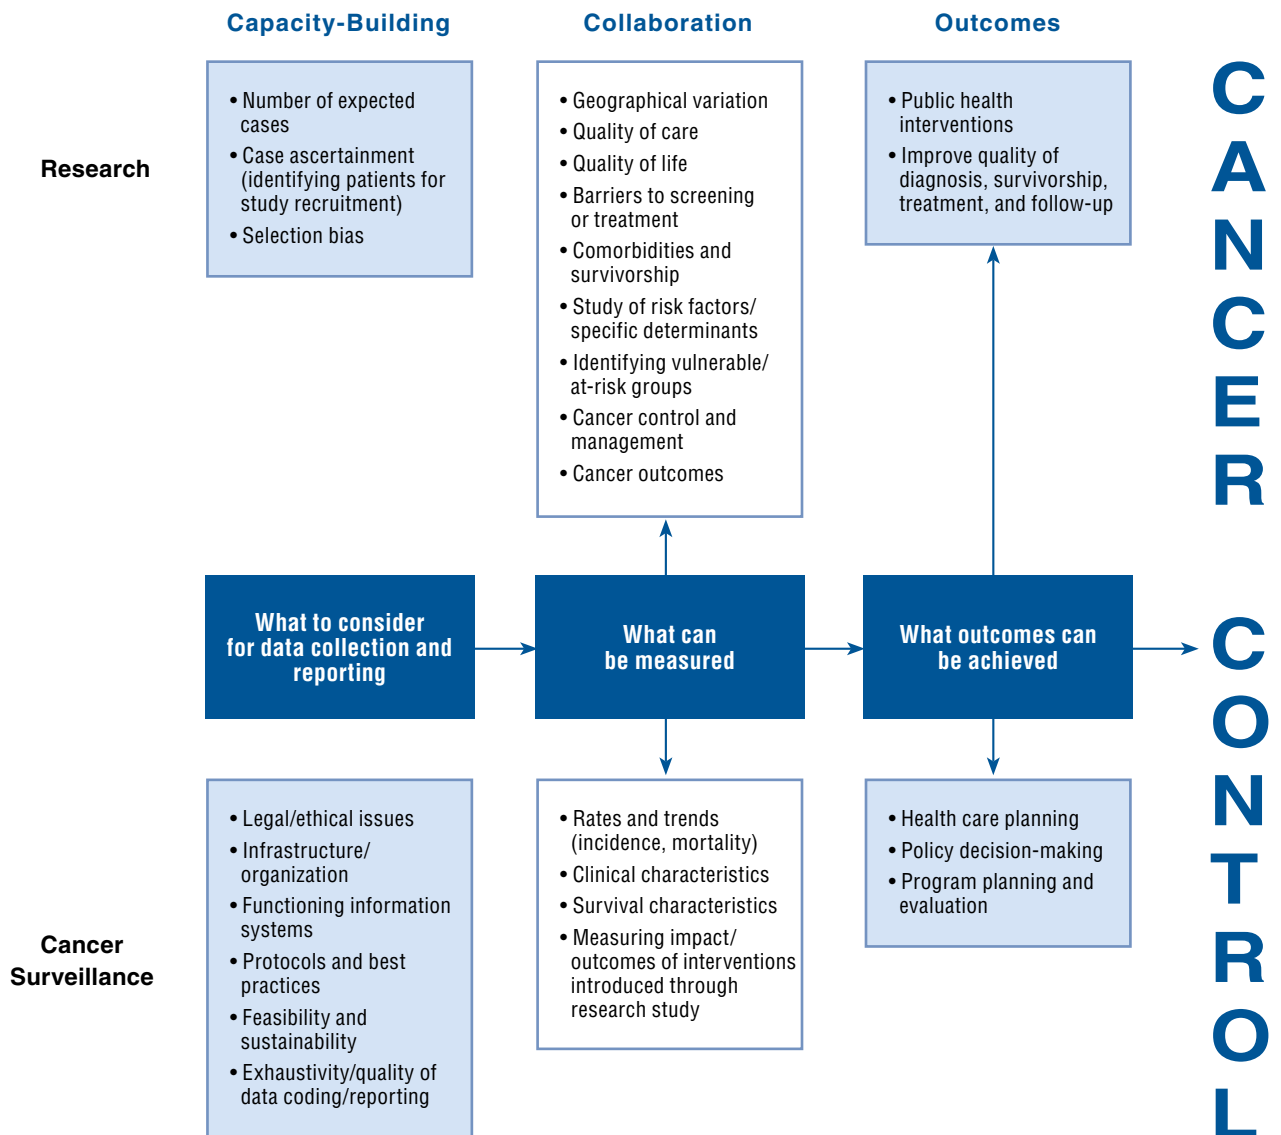 Capacity-Building
Collaboration
Outcomes
Research
• Number of expected
cases
• Case ascertainment
(identifying patients for
study recruitment)
• Selection bias
• Geographical variation
• Quality of care
• Quality of life
• Barriers to screening
or treatment
• Comorbidities and
survivorship
• Study of risk factors/
specific determinants
• Identifying vulnerable/
at-risk groups
• Cancer control and
management
• Cancer outcomes
• Public health
interventions
• Improve quality of
diagnosis, survivorship,
treatment, and follow-up
What to consider
for data collection and
reporting
What can
be measured
What outcomes can
be achieved
Cancer
Surveillance
• Legal/ethical issues
• Infrastructure/
organization
• Functioning information
systems
• Protocols and best
practices
• Feasibility and
sustainability
• Exhaustivity/quality of
data coding/reporting
• Rates and trends
(incidence, mortality)
• Clinical characteristics
• Survival characteristics
• Measuring impact/
outcomes of interventions
introduced through
research study
• Health care planning
• Policy decision-making
• Program planning and
evaluation
CANCER
CONTROL